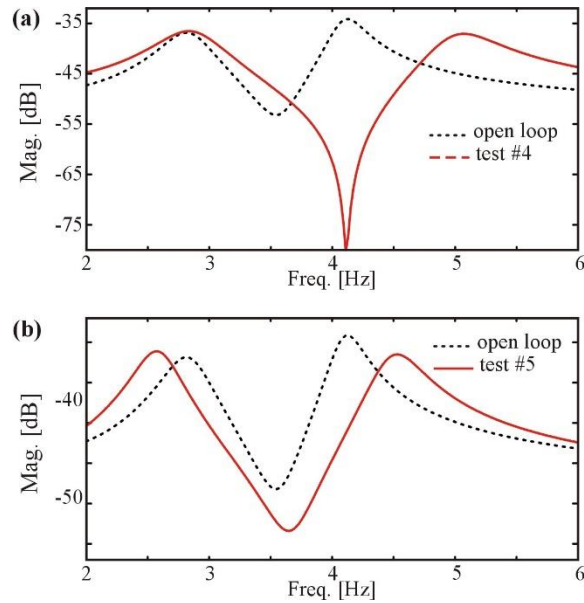 (a)
-35
-45
-55
-65
-75
Mag. [dB]
open loop
test #4
2 3 4 5 6
Freq. [Hz]
(b)
-40
-50
Mag. [dB]
open loop
test #5
2 3 4 5 6
Freq. [Hz]